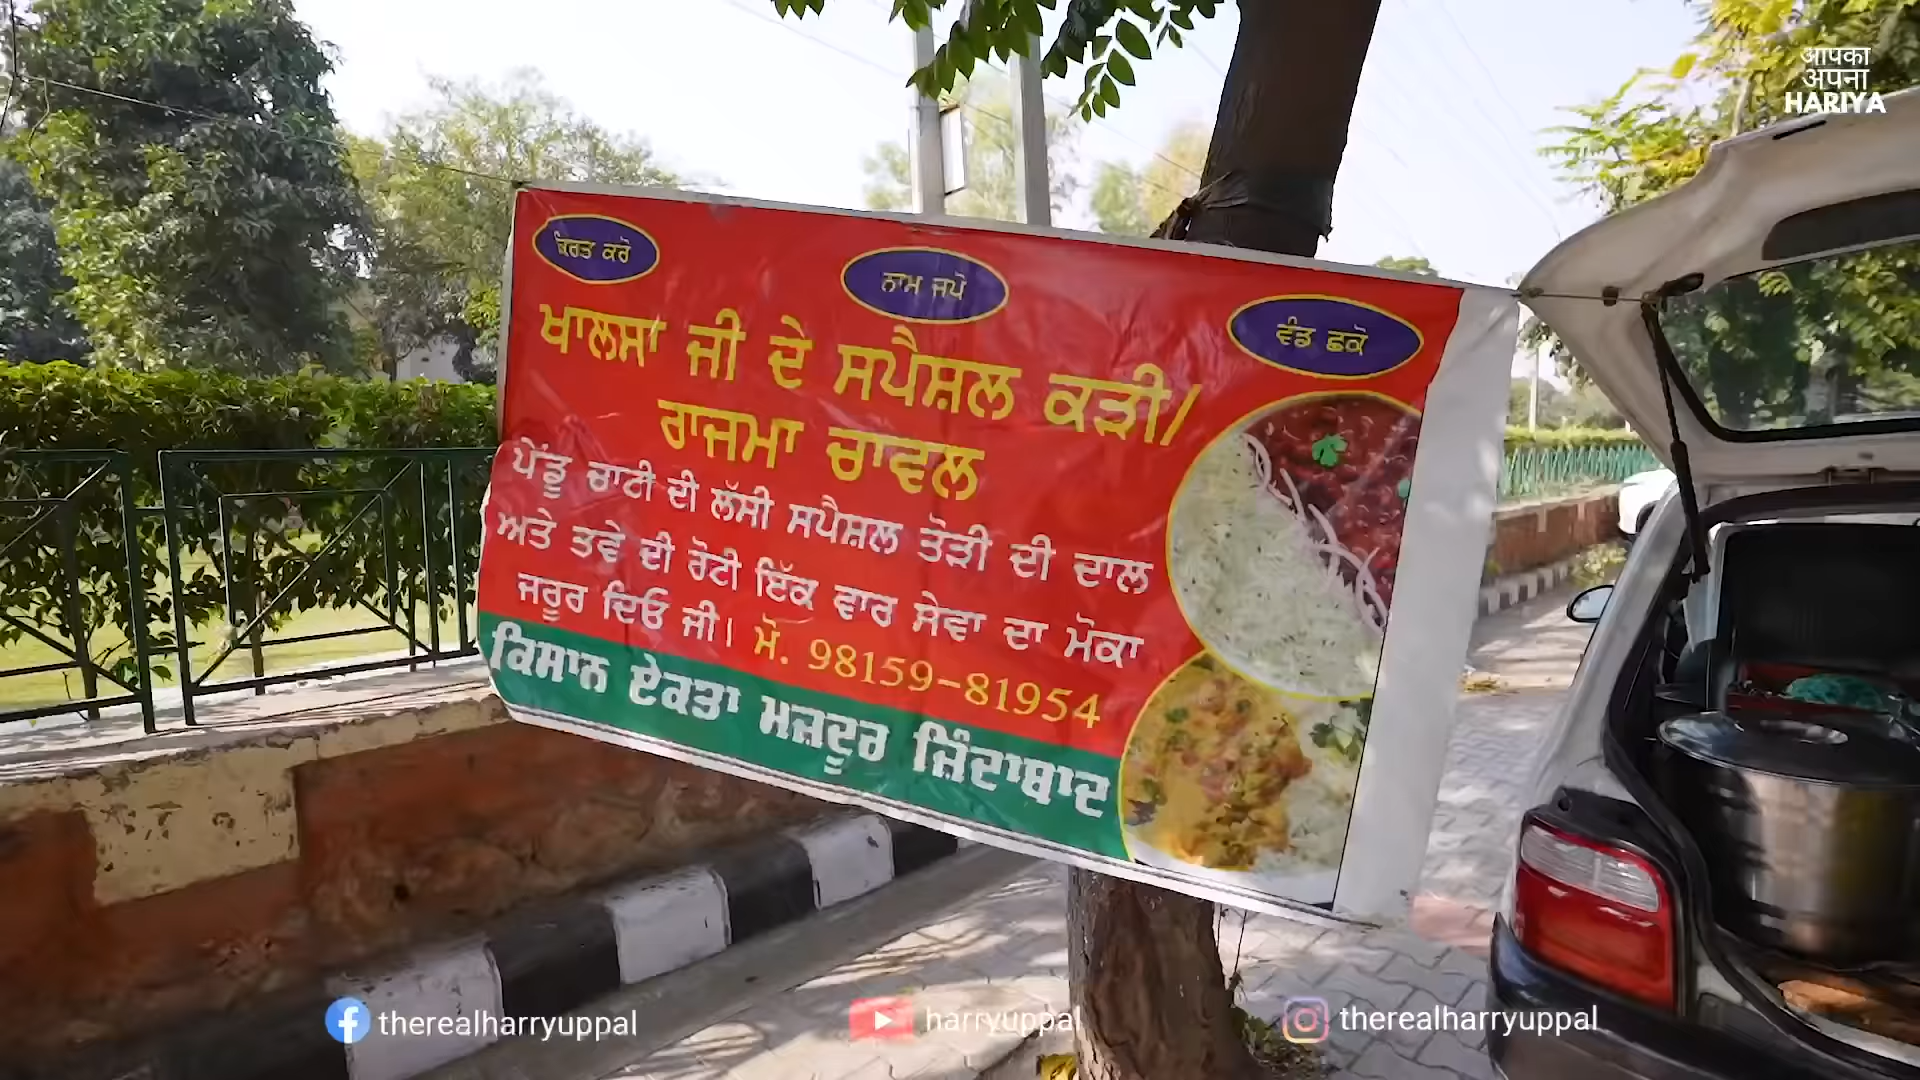 आपका
अपना
HARIYA
ਕਿਰਤ ਕਰੋ
ਨਾਮ ਜਪੋ
ਵੰਡ ਛਕੋ
ਖਾਲਸਾ ਜੀ ਦੇ ਸਪੈਸ਼ਲ ਕੜੀ/
ਰਾਜਮਾ ਚਾਵਲ
ਪੇਂਡੂ ਚਾਟੀ ਦੀ ਲੱਸੀ ਸਪੈਸ਼ਲ ਤੋੜੀ ਦੀ ਦਾਲ
ਅਤੇ ਤਵੇ ਦੀ ਰੋਟੀ ਇੱਕ ਵਾਰ ਸੇਵਾ ਦਾ ਮੋਕਾ
ਜਰੂਰ ਦਿਓ ਜੀ। ਮੋ. 98159-81954
ਕਿਸਾਨ ਏਕਤਾ ਮਜ਼ਦੂਰ ਜ਼ਿੰਦਾਬਾਦ
therealharryuppal
harryuppal
therealharryuppal